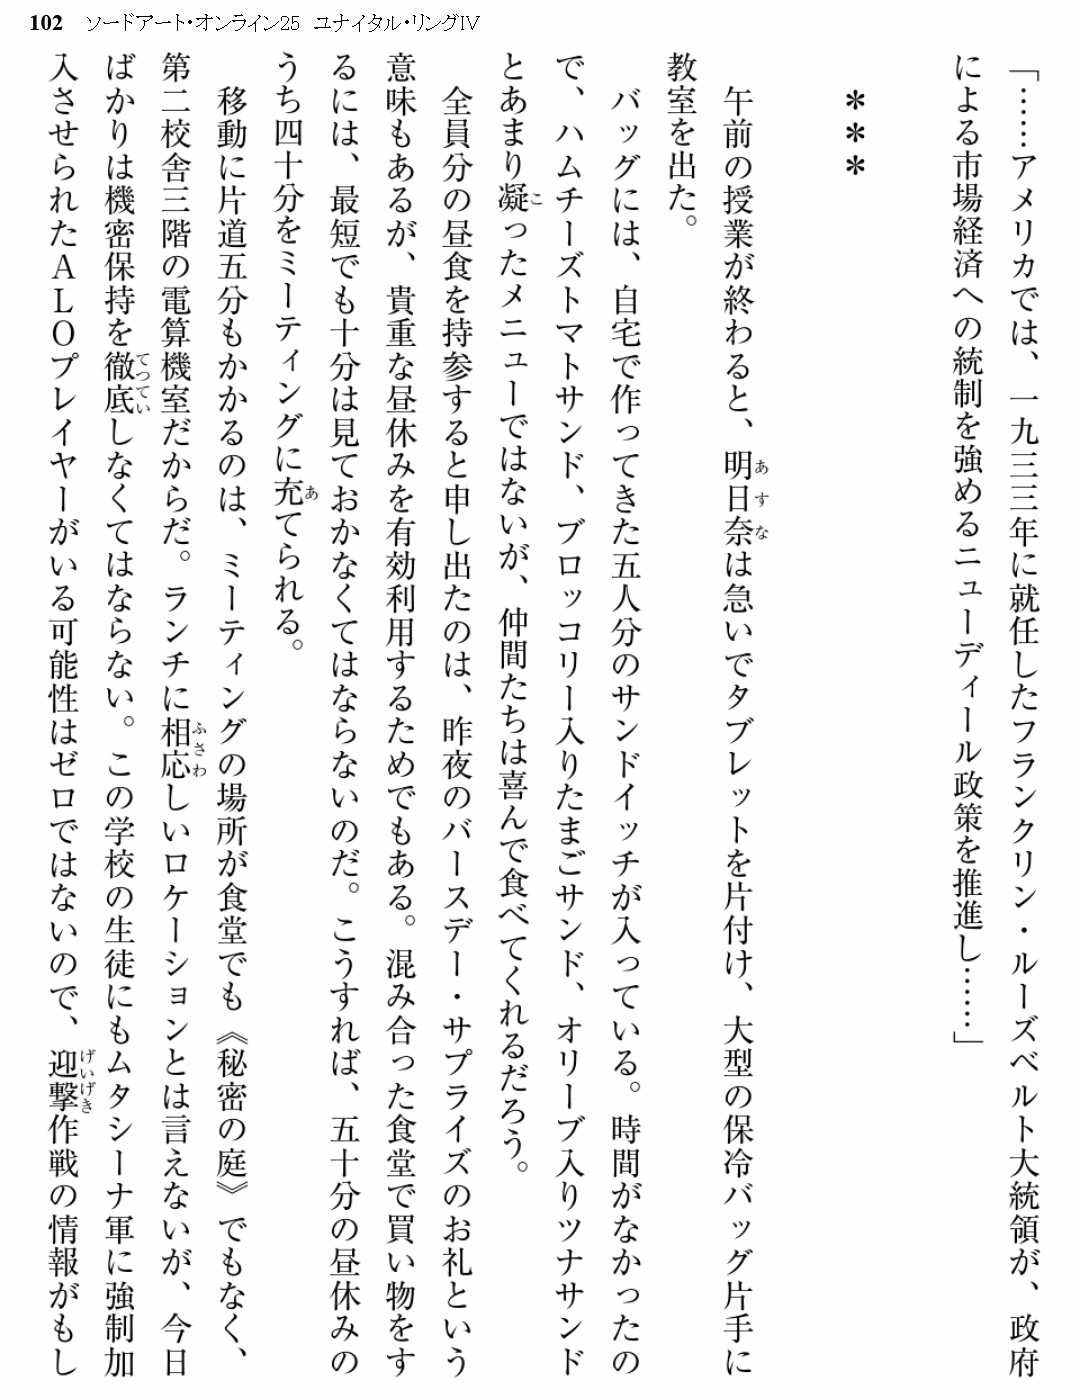 102 ソードアート・オンライン25 ユナイタル・リングIV
「……アメリカでは、一九三三年に就任したフランクリン・ルーズベルト大統領が、政府
による市場経済への統制を強めるニューディール政策を推進し……」
＊＊＊
午前の授業が終わると、明日奈は急いでタブレットを片付け、大型の保冷バッグ片手に
教室を出た。
バッグには、自宅で作ってきた五人分のサンドイッチが入っている。時間がなかったの
で、ハムチーズトマトサンド、ブロッコリー入りたまごサンド、オリーブ入りツナサンド
とあまり凝ったメニューではないが、仲間たちは喜んで食べてくれるだろう。
全員分の昼食を持参すると申し出たのは、昨夜のバースデー・サプライズのお礼という
意味もあるが、貴重な昼休みを有効利用するためでもある。混み合った食堂で買い物をす
るには、最短でも十分は見ておかなくてはならないのだ。こうすれば、五十分の昼休みの
うち四十分をミーティングに充てられる。
移動に片道五分もかかるのは、ミーティングの場所が食堂でも《秘密の庭》でもなく、
第二校舎三階の電算機室だからだ。ランチに相応しいロケーションとは言えないが、今日
ばかりは機密保持を徹底しなくてはならない。この学校の生徒にもムタシーナ軍に強制加
入させられたＡＬＯプレイヤーがいる可能性はゼロではないので、迎撃作戦の情報がもし